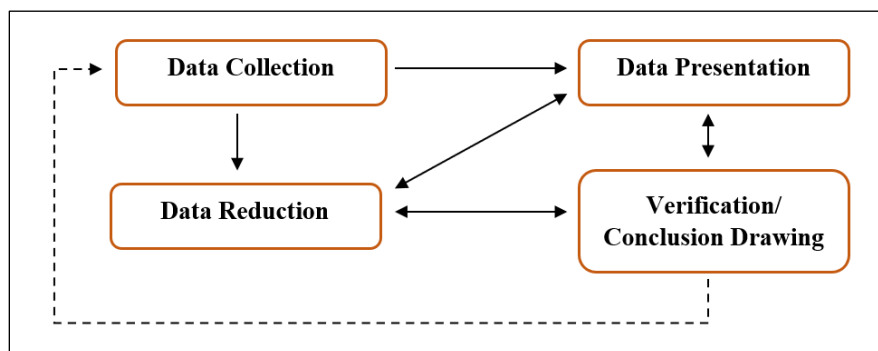 Data Collection
Data Presentation
Data Reduction
Verification/
Conclusion Drawing